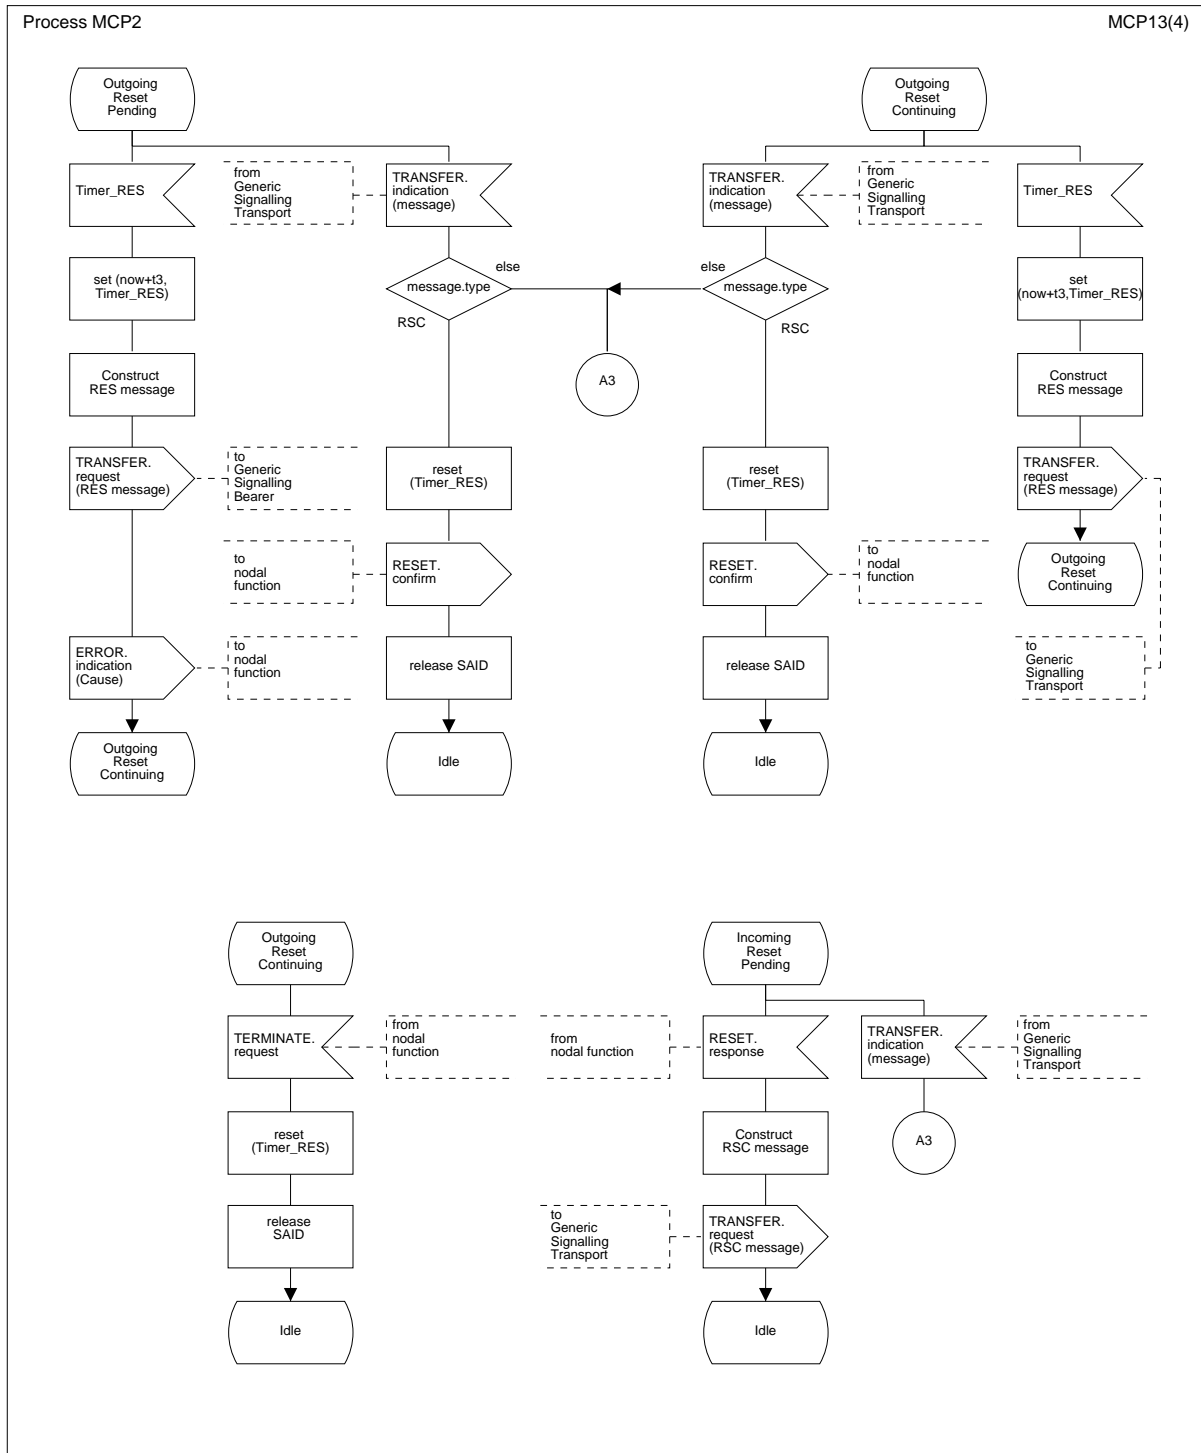 Process MCP2
MCP13(4)
Outgoing
Reset
Pending
Outgoing
Reset
Continuing
Timer_RES
from
Generic
Signalling
Transport
TRANSFER.
indication
(message)
TRANSFER.
indication
(message)
from
Generic
Signalling
Transport
Timer_RES
set (now+t3,
Timer_RES)
message.type
else
RSC
else
message.type
RSC
set
(now+t3,Timer_RES)
Construct
RES message
A3
Construct
RES message
TRANSFER.
request
(RES message)
to
Generic
Signalling
Bearer
reset
(Timer_RES)
reset
(Timer_RES)
TRANSFER.
request
(RES message)
to
nodal
function
RESET.
confirm
RESET.
confirm
to
nodal
function
Outgoing
Reset
Continuing
ERROR.
indication
(Cause)
to
nodal
function
release SAID
release SAID
to
Generic
Signalling
Transport
Outgoing
Reset
Continuing
Idle
Idle
Outgoing
Reset
Continuing
Incoming
Reset
Pending
TERMINATE.
request
from
nodal
function
from
nodal function
RESET.
response
TRANSFER.
indication
(message)
from
Generic
Signalling
Transport
reset
(Timer_RES)
Construct
RSC message
A3
release
SAID
to
Generic
Signalling
Transport
TRANSFER.
request
(RSC message)
Idle
Idle